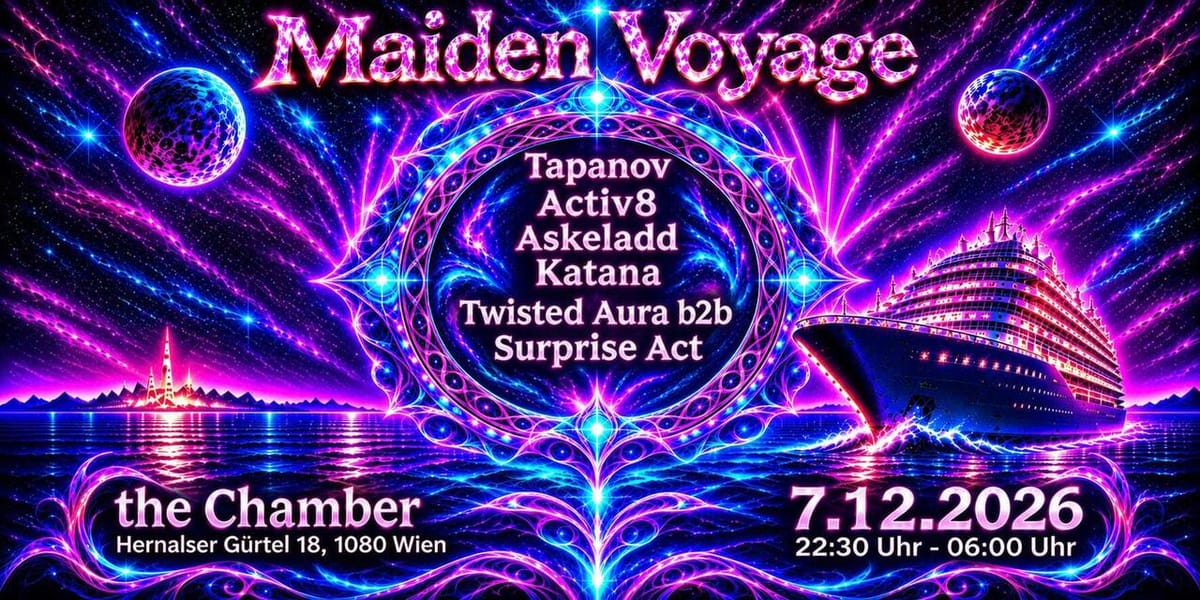 Maiden Voyage
Tapanov
Activ8
Askeladd
Katana
Twisted Aura b2b
Surprise Act
the Chamber
Hernalser Gürtel 18, 1080 Wien
7.12.2026
22:30 Uhr - 06:00 Uhr